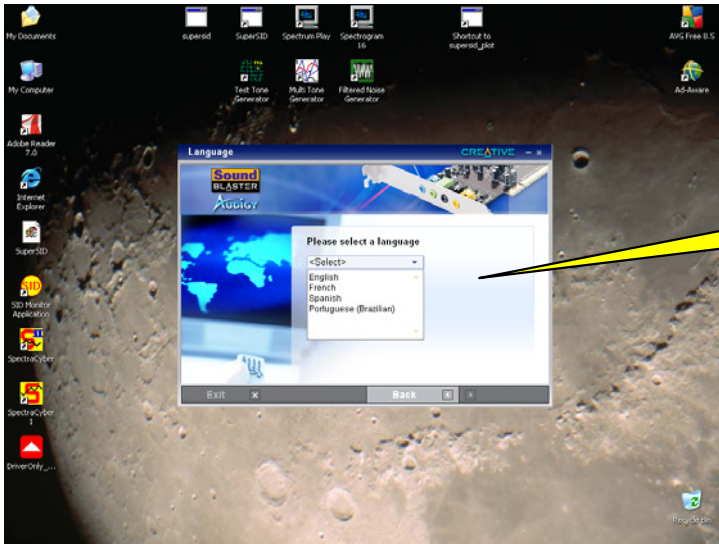 My Documents
supersid
SuperSID
Spectrum Play
Spectrogram
16
Shortcut to
supersid_plot
AVG Free 8.5
My Computer
Test Tone
Generator
Multi Tone
Generator
Filtered Noise
Generator
Ad-Aware
Adobe Reader
7.0
Internet
Explorer
SuperSID
SID
SID Monitor
Application
SpectraCyber
SpectraCyber
1
DriverOnly_...
Recycle Bin
Language
CREATIVE
Sound
BLASTER
Audigy
Please select a language
<Select>
English
French
Spanish
Portuguese (Brazilian)
Exit
Back